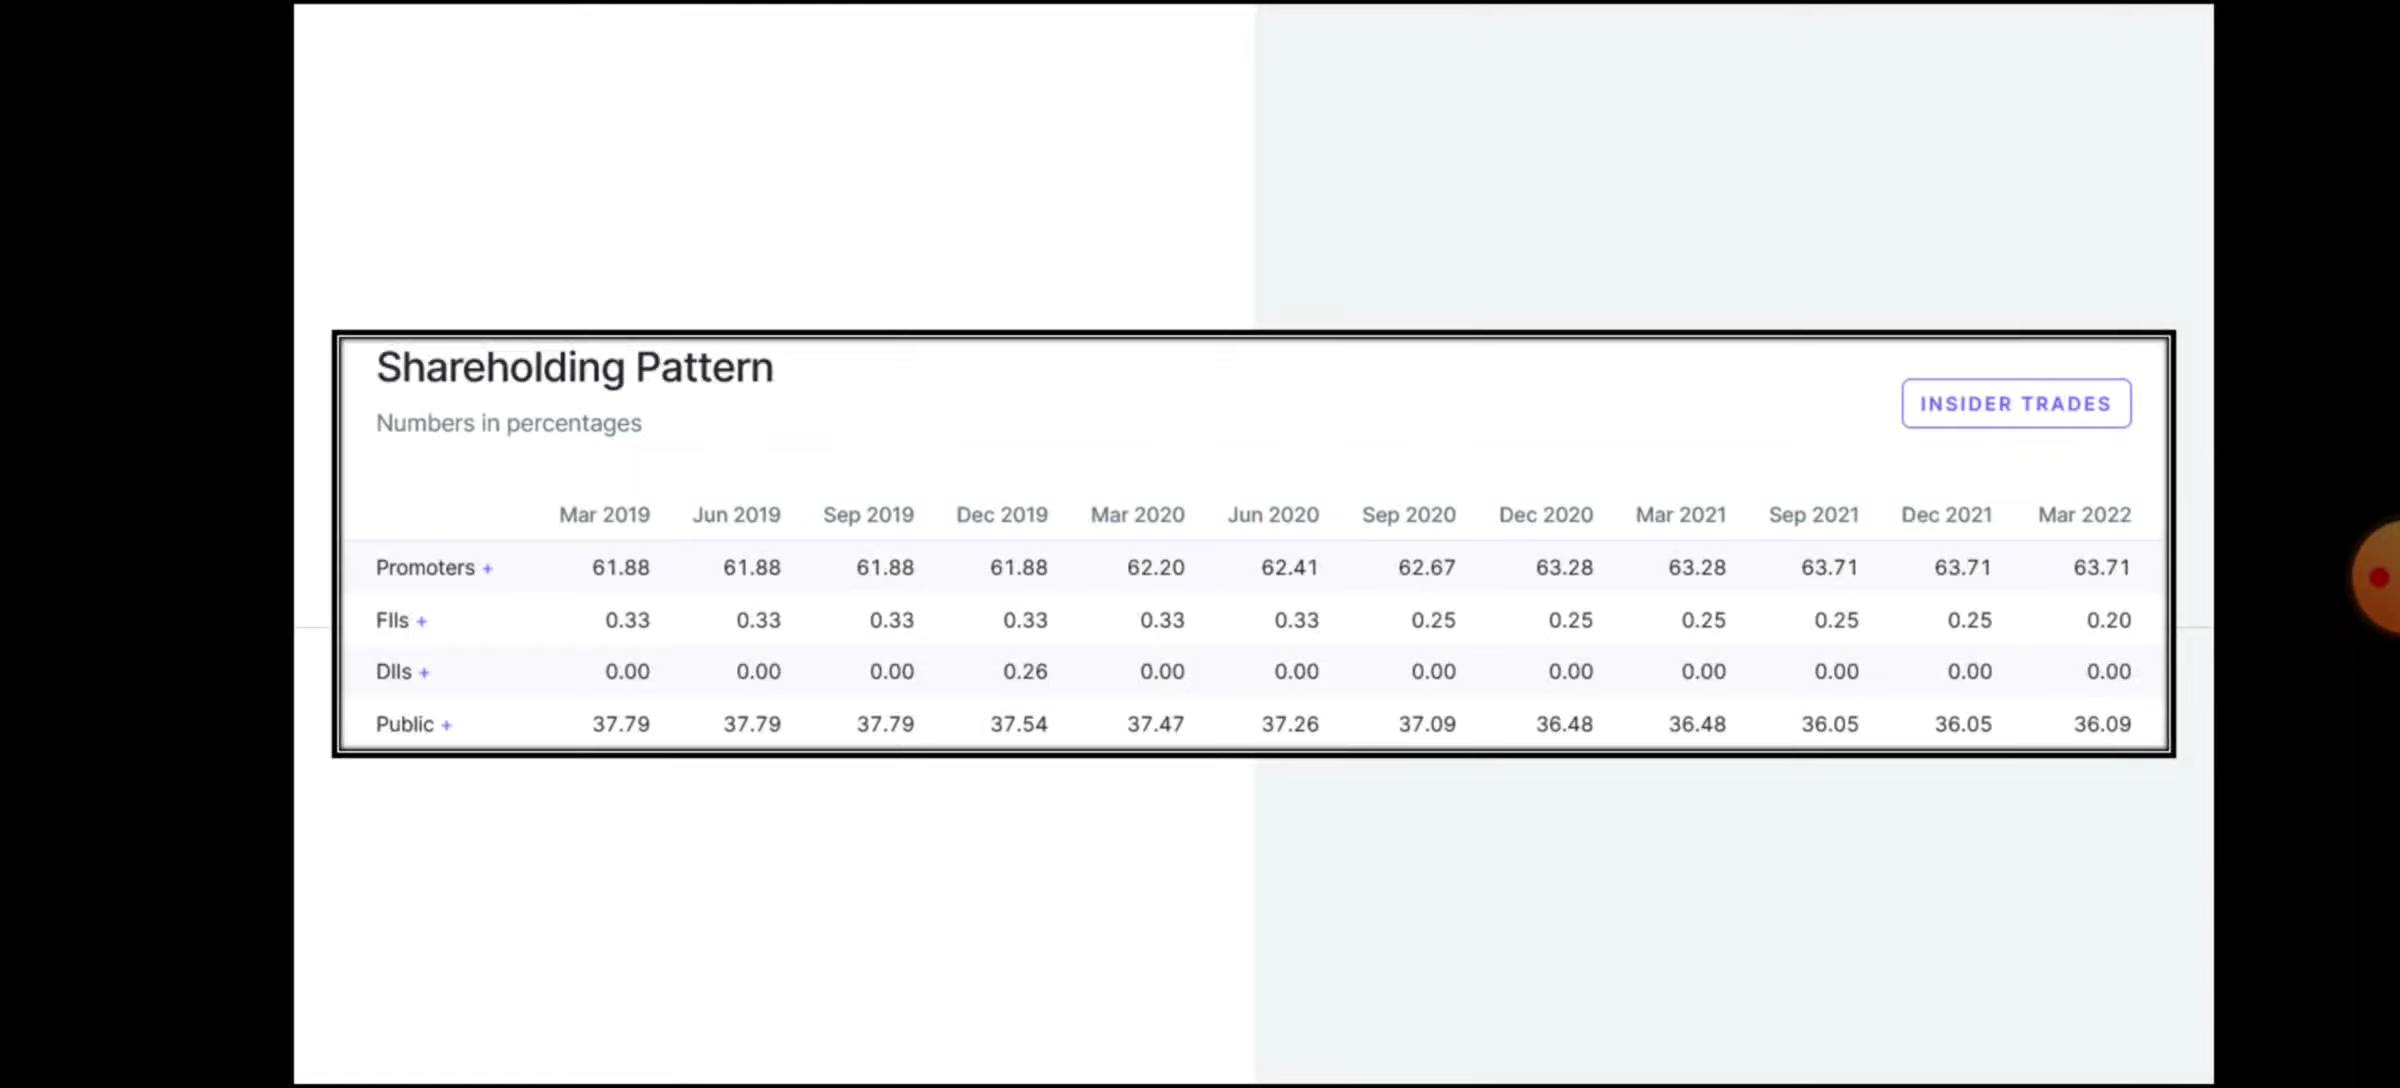 Shareholding Pattern
INSIDER TRADES
Numbers in percentages
Mar 2019 Jun 2019 Sep 2019 Dec 2019 Mar 2020 Jun 2020 Sep 2020 Dec 2020 Mar 2021 Sep 2021 Dec 2021 Mar 2022
Promoters + 61.88 61.88 61.88 61.88 62.20 62.41 62.67 63.28 63.28 63.71 63.71 63.71
FIIs + 0.33 0.33 0.33 0.33 0.33 0.33 0.25 0.25 0.25 0.25 0.25 0.20
DIIs + 0.00 0.00 0.00 0.26 0.00 0.00 0.00 0.00 0.00 0.00 0.00 0.00
Public + 37.79 37.79 37.79 37.54 37.47 37.26 37.09 36.48 36.48 36.05 36.05 36.09